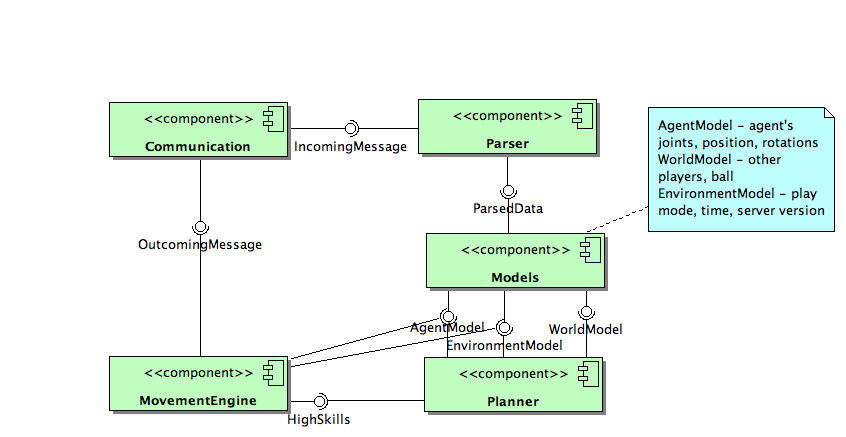 <<component>>
Communication
<<component>>
Parser
IncomingMessage
AgentModel - agent's
joints, position, rotations
WorldModel - other
players, ball
EnvironmentModel - play
mode, time, server version
ParsedData
OutcomingMessage
<<component>>
Models
AgentModel
WorldModel
EnvironmentModel
<<component>>
MovementEngine
<<component>>
Planner
HighSkills